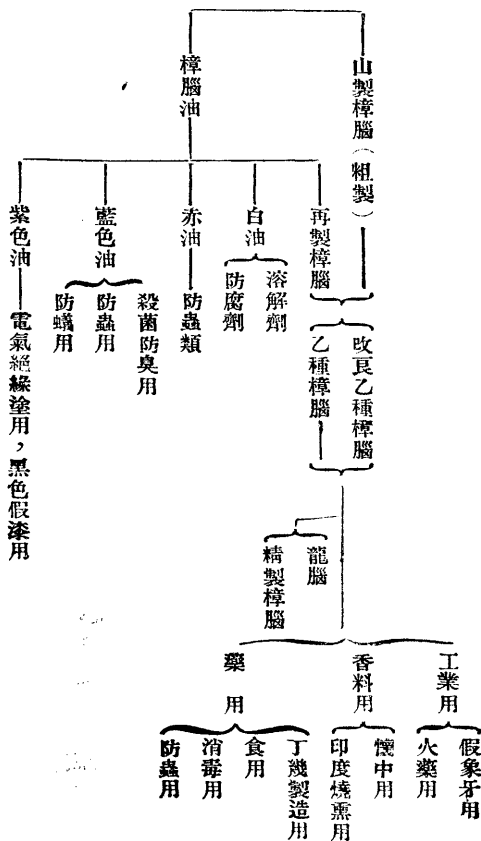 山製樟腦(粗製)
樟腦油
再製樟腦
白油
赤油
藍色油
紫色油
溶解劑
防腐劑
防蟲類
殺菌防臭用
防蟲用
防蟻用
電氣絕緣塗用,黑色假漆用
改良乙種樟腦
乙種樟腦
龍腦
精製樟腦
工業用
香料用
藥用
假象牙用
火藥用
懷中用
印度燒熏用
丁幾製造用
食用
消毒用
防蟲用